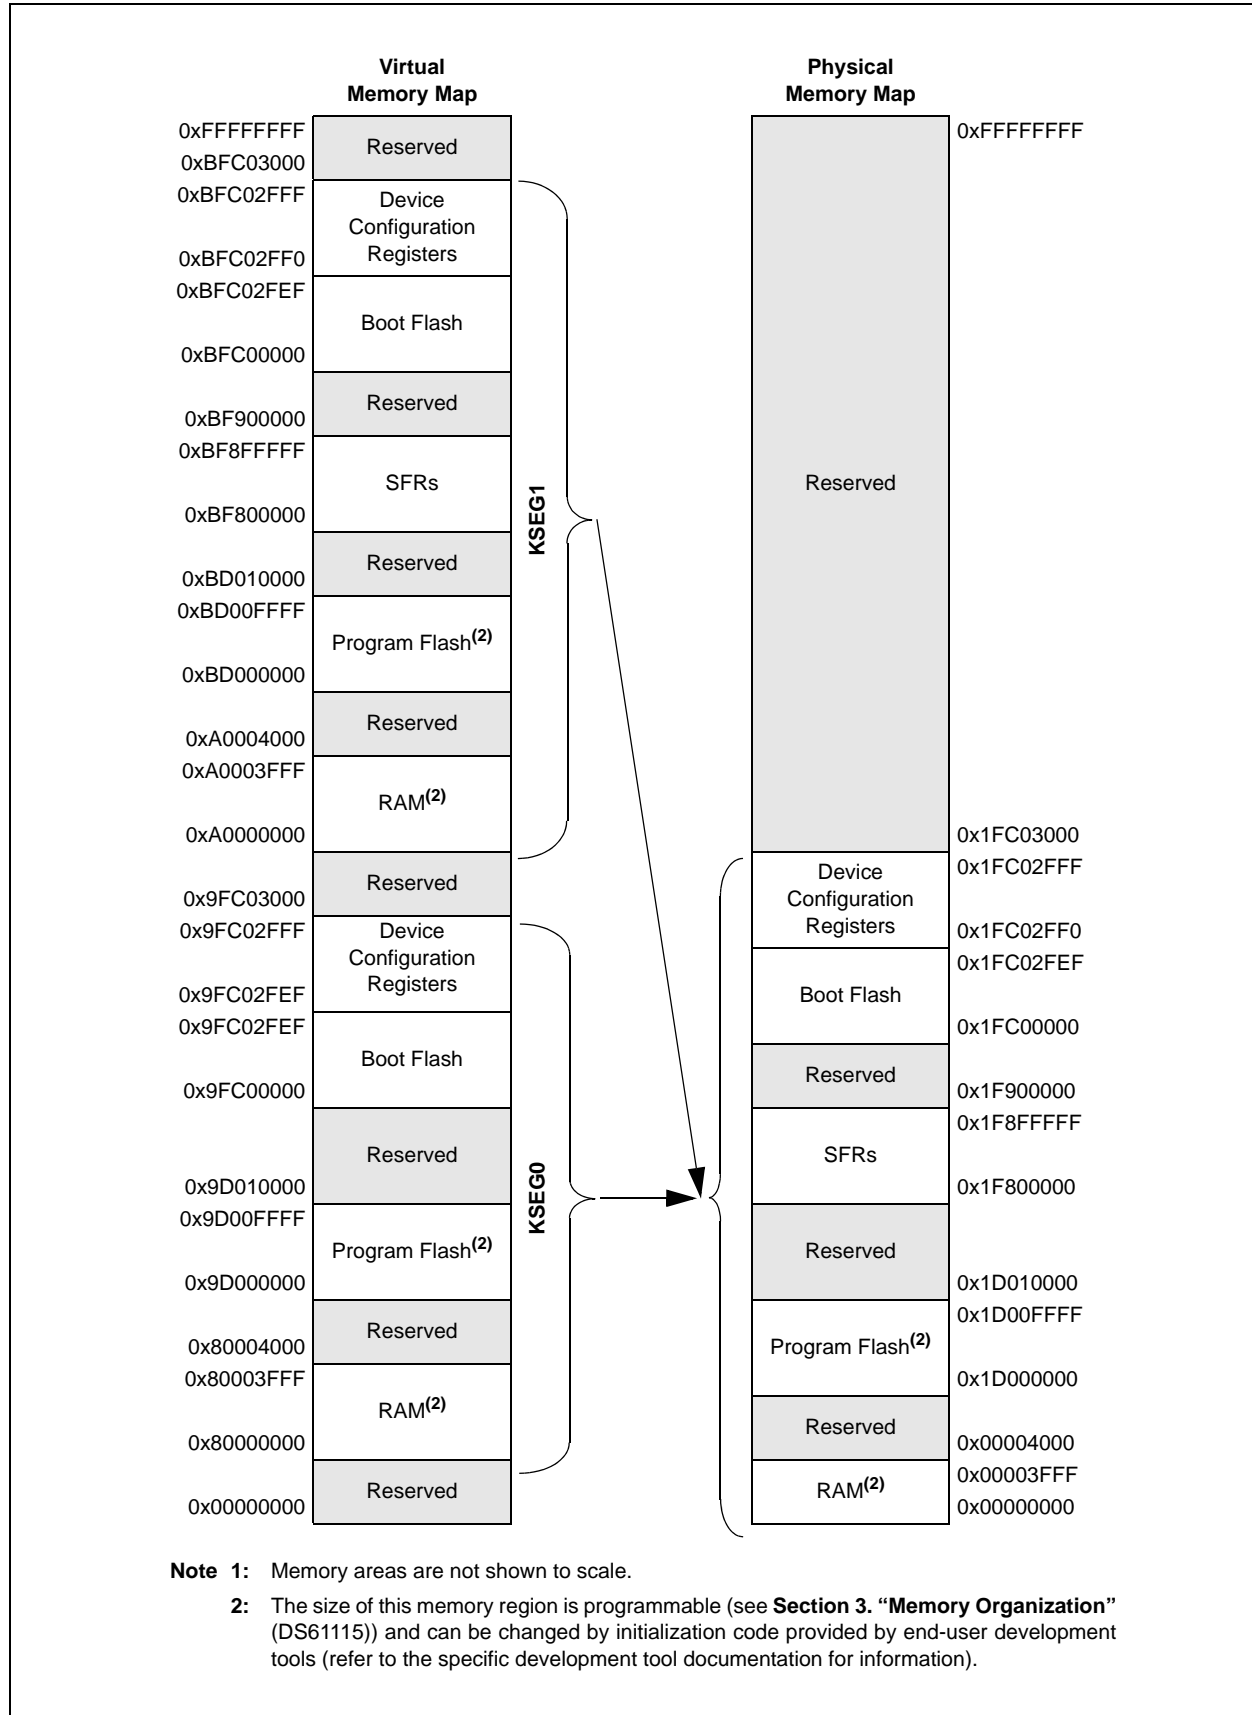 Virtual
Memory Map
0xFFFFFFFF
Reserved
0xBFC03000
0xBFC02FFF
Device
Configuration
Registers
0xBFC02FF0
0xBFC02FEF
Boot Flash
0xBFC00000
Reserved
0xBF900000
0xBF8FFFFF
SFRs
0xBF800000
Reserved
0xBD010000
0xBD00FFFF
Program Flash(2)
0xBD000000
Reserved
0xA0004000
0xA0003FFF
RAM(2)
0xA0000000
KSEG1
Reserved
0x9FC03000
0x9FC02FFF
Device
Configuration
Registers
0x9FC02FEF
0x9FC02FEF
Boot Flash
0x9FC00000
Reserved
0x9D010000
0x9D00FFFF
Program Flash(2)
0x9D000000
Reserved
0x80004000
0x80003FFF
RAM(2)
0x80000000
KSEG0
Reserved
0x00000000
Physical
Memory Map
0xFFFFFFFF
Reserved
0x1FC03000
0x1FC02FFF
Device
Configuration
Registers
0x1FC02FF0
0x1FC02FEF
Boot Flash
0x1FC00000
Reserved
0x1F900000
0x1F8FFFFF
SFRs
0x1F800000
Reserved
0x1D010000
0x1D00FFFF
Program Flash(2)
0x1D000000
Reserved
0x00004000
0x00003FFF
RAM(2)
0x00000000
Note 1: Memory areas are not shown to scale.
2: The size of this memory region is programmable (see Section 3. “Memory Organization”
(DS61115)) and can be changed by initialization code provided by end-user development
tools (refer to the specific development tool documentation for information).